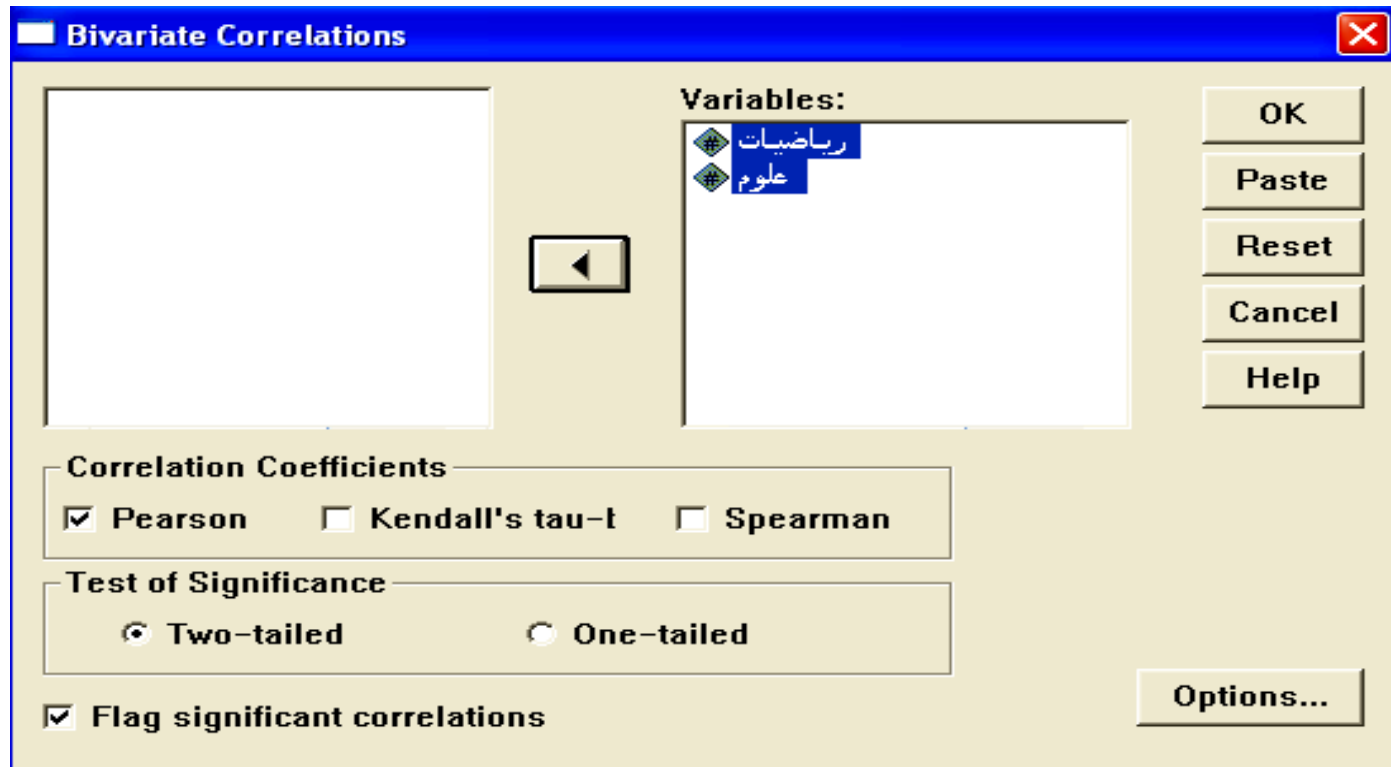 Bivariate Correlations
Variables:
رياضيات
علوم
OK
Paste
Reset
Cancel
Help
Correlation Coefficients
Pearson Kendall's tau-t Spearman
Test of Significance
Two-tailed One-tailed
Flag significant correlations
Options...